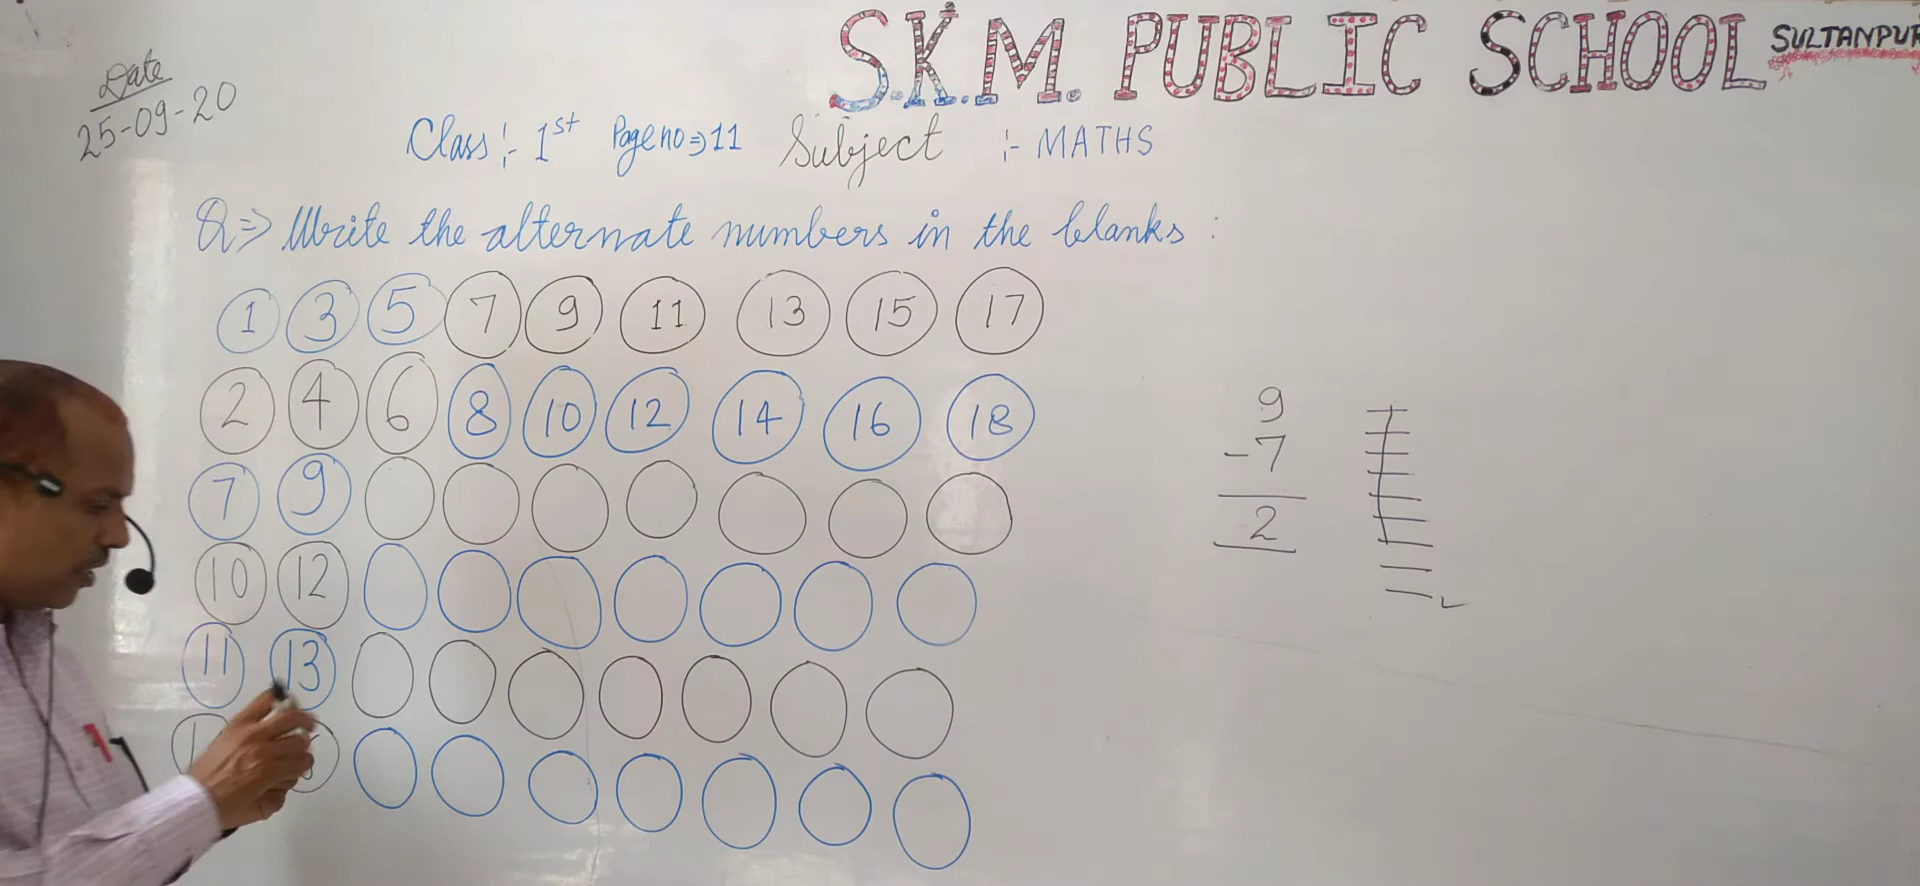 S.K.M. PUBLIC SCHOOL SULTANPUR
Date
25-09-20
Class :- 1st Page no⇒11 Subject :- MATHS
Q⇒ Write the alternate numbers in the blanks :
1 3 5 7 9 11 13 15 17
2 4 6 8 10 12 14 16 18
7 9
10 12
11 13
9
-7
2